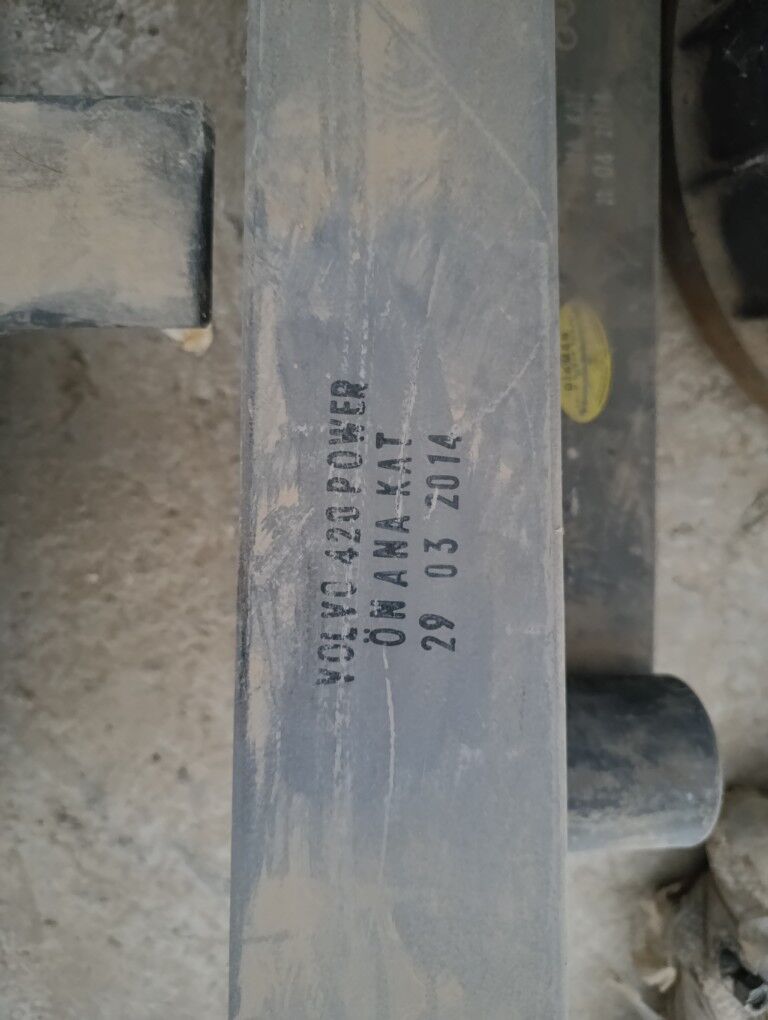 VOLVO 420 POWER
ÖN ANA KAT
29 03 2014